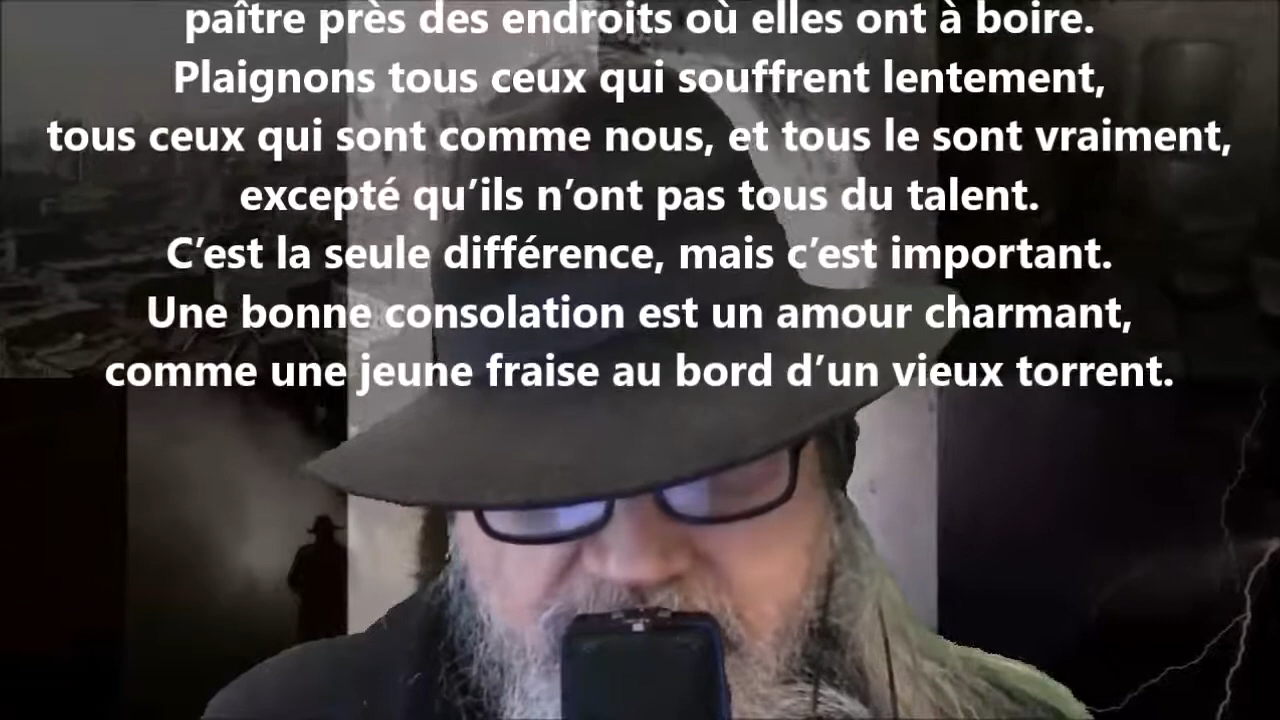 paître près des endroits où elles ont à boire.
Plaignons tous ceux qui souffrent lentement,
tous ceux qui sont comme nous, et tous le sont vraiment,
excepté qu’ils n’ont pas tous du talent.
C’est la seule différence, mais c’est important.
Une bonne consolation est un amour charmant,
comme une jeune fraise au bord d’un vieux torrent.